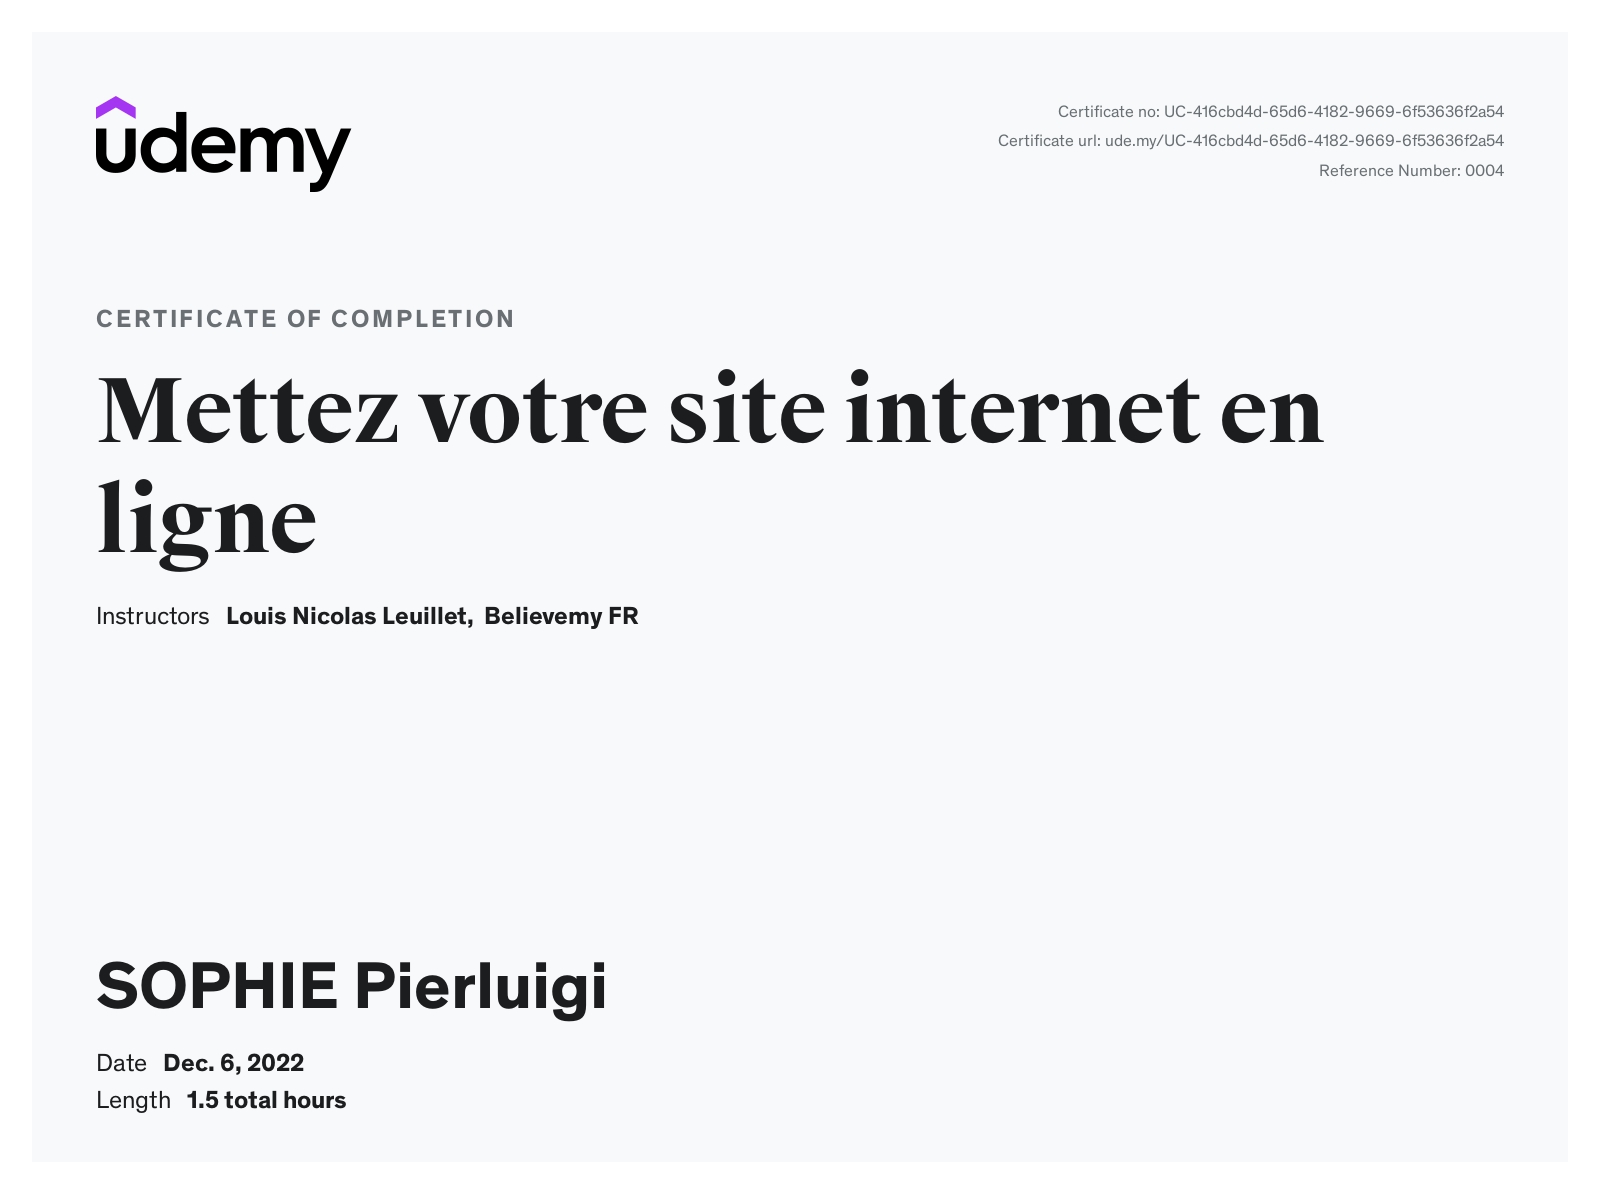 udemy
Certificate no: UC-416cbd4d-65d6-4182-9669-6f53636f2a54
Certificate url: ude.my/UC-416cbd4d-65d6-4182-9669-6f53636f2a54
Reference Number: 0004
CERTIFICATE OF COMPLETION
Mettez votre site internet en
ligne
Instructors Louis Nicolas Leuillet, Believemy FR
SOPHIE Pierluigi
Date Dec. 6, 2022
Length 1.5 total hours